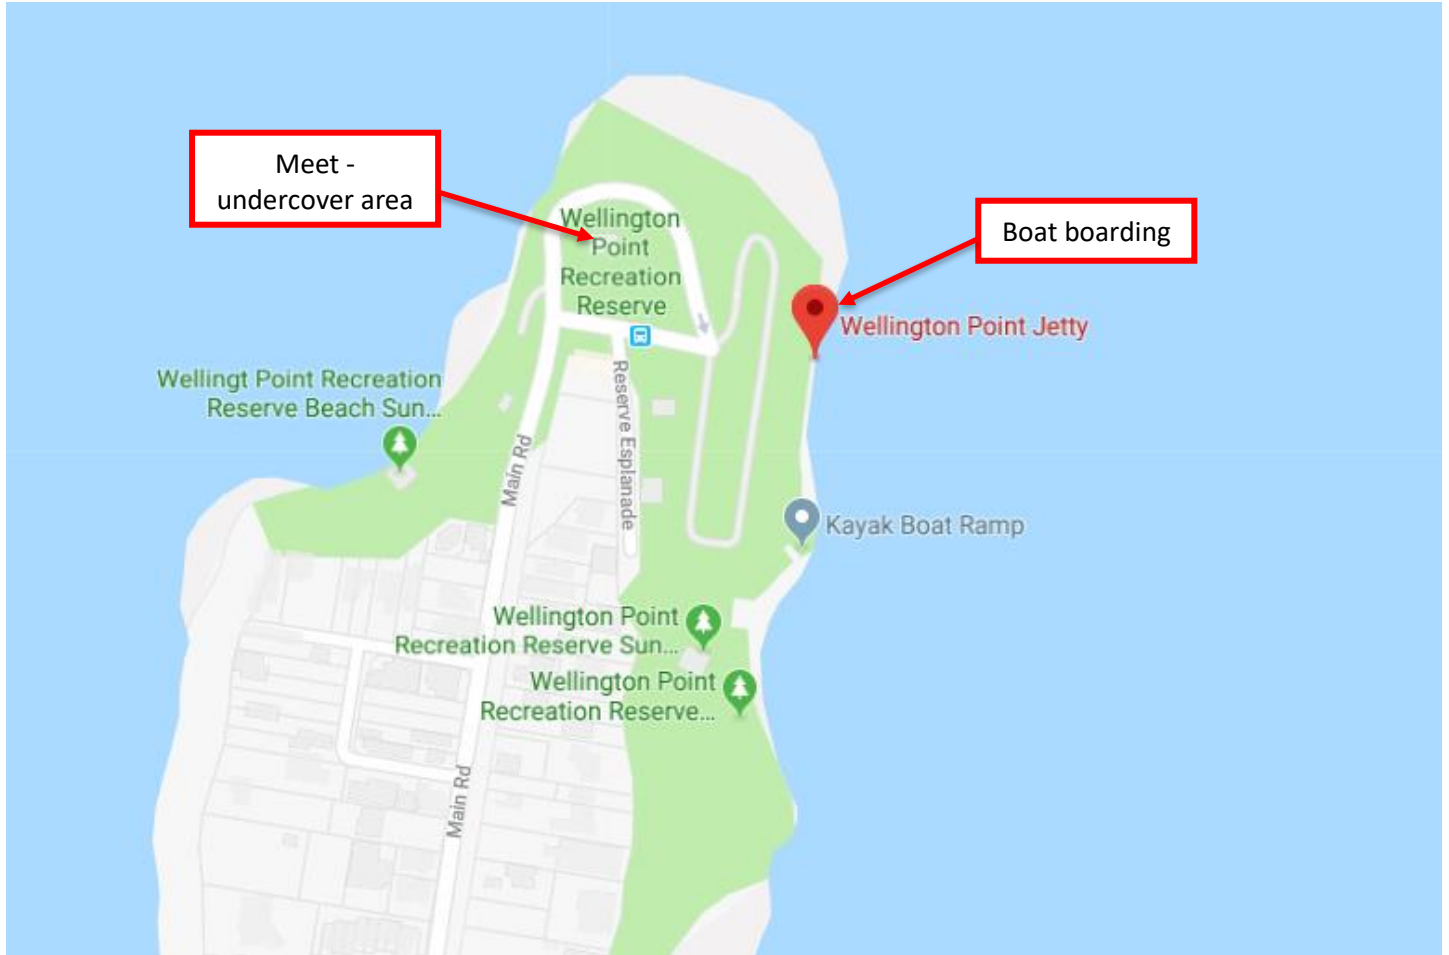 Meet -
undercover area
Boat boarding
Wellington
Point
Recreation
Reserve
Wellington Point Jetty
Wellingt Point Recreation
Reserve Beach Sun...
Reserve Esplanade
Main Rd
Kayak Boat Ramp
Wellington Point
Recreation Reserve Sun...
Wellington Point
Recreation Reserve...
Main Rd